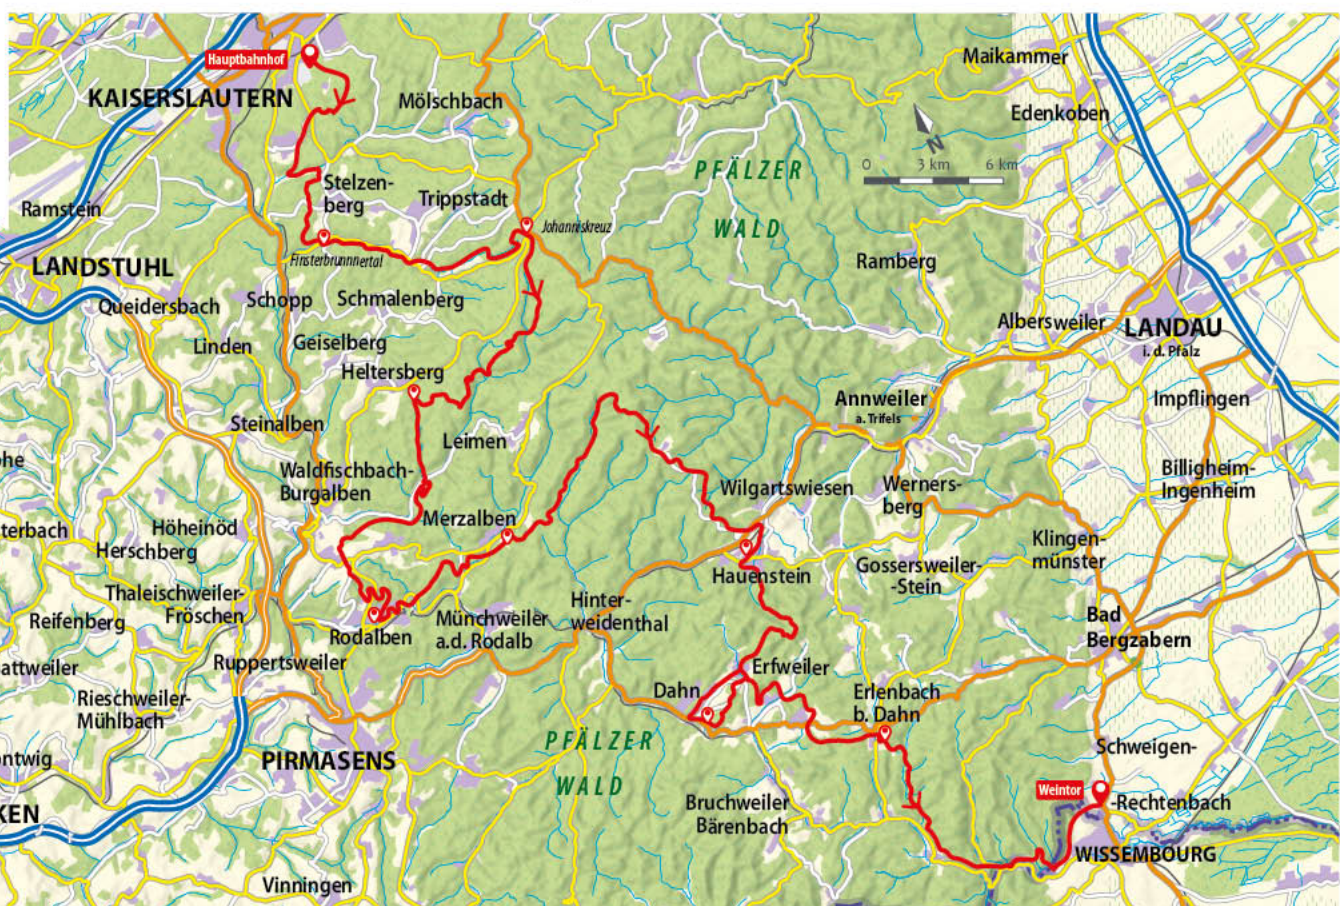 Hauptbahnhof
KAISERSLAUTERN
Mölschbach
Maikammer
Edenkoben
N
0 3 km 6 km
PFÄLZER
WALD
Stelzen-
berg
Trippstadt
Ramstein
Johanniskreuz
Finsterbrunnnertal
LANDSTUHL
Ramberg
Queidersbach
Schopp
Schmalenberg
Albersweiler
LANDAU
i. d. Pfalz
Linden
Geiselberg
Heltersberg
Annweiler
a. Trifels
Impflingen
Steinalben
Leimen
Waldfischbach-
Burgalben
Wilgartswiesen
Werners-
berg
Billigheim-
Ingenheim
he
terbach
Höheinöd
Herschberg
Merzalben
Klingen-
münster
Hauenstein
Gossersweiler-
-Stein
Thaleischweiler-
Fröschen
Reifenberg
Rodalben
Münchweiler
a.d. Rodalb
Hinter-
weidenthal
Bad
Bergzabern
attweiler
Ruppertsweiler
Erfweiler
Rieschweiler-
Mühlbach
Dahn
Erlenbach
b. Dahn
PFÄLZER
WALD
ntwig
PIRMASENS
Schweigen-
-Rechtenbach
Weintor
KEN
Bruchweiler
Bärenbach
WISSEMBOURG
Vinningen